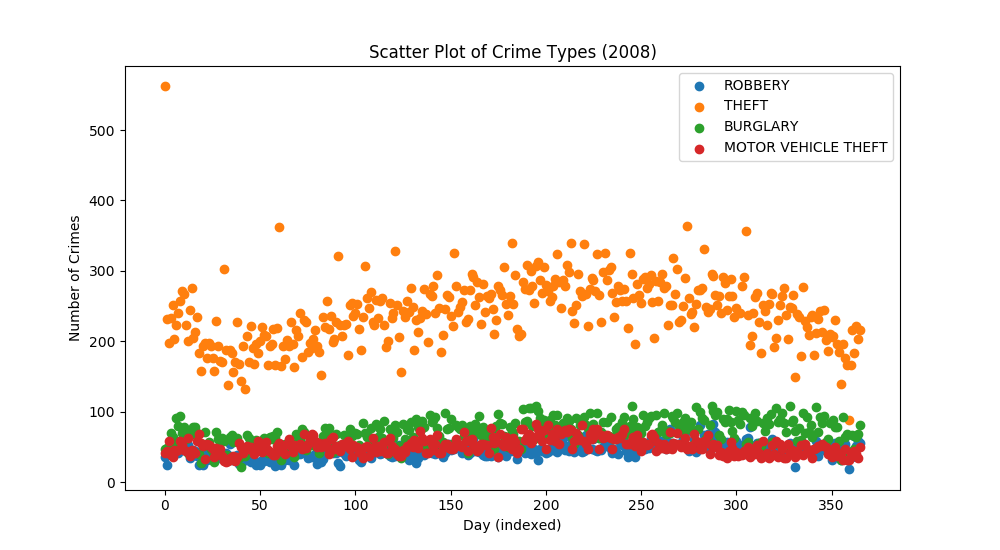 Scatter Plot of Crime Types (2008)
ROBBERY
THEFT
BURGLARY
MOTOR VEHICLE THEFT
Number of Crimes
500
400
300
200
100
0
0 50 100 150 200 250 300 350
Day (indexed)